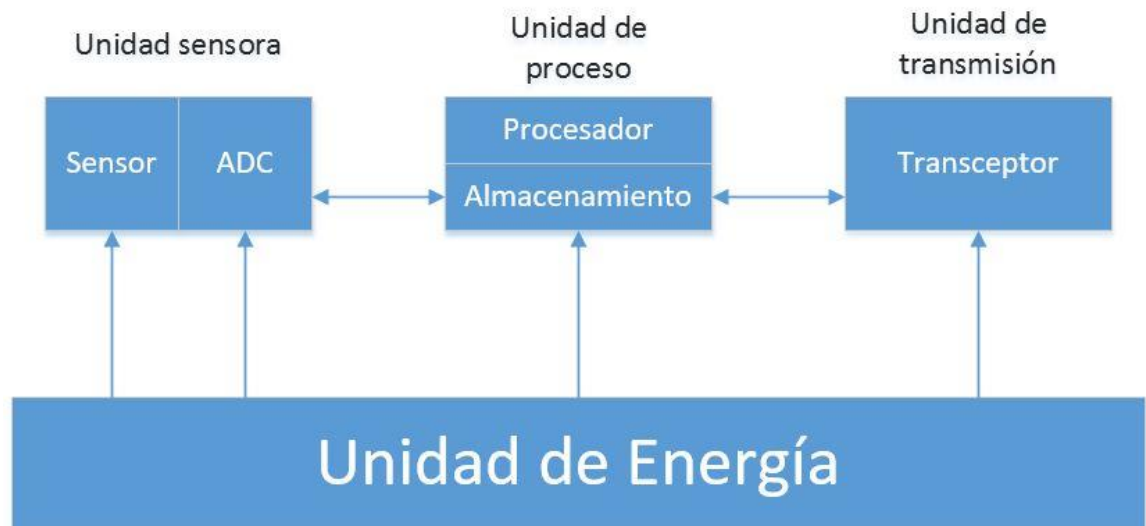 Unidad sensora
Unidad de
proceso
Unidad de
transmisión
Sensor
ADC
Procesador
Almacenamiento
Transceptor
Unidad de Energía